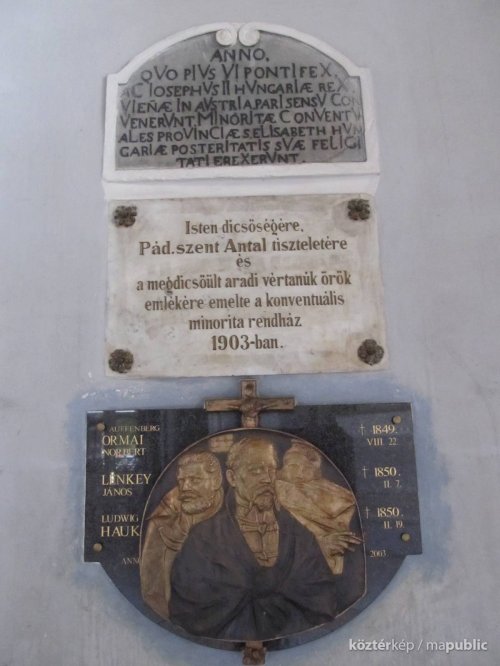 ANNO.
QVO PIVS VI PONTIFEX.
AC IOSEPHVS II HVNGARIÆ REX
VIEÑÆ IN AVSTRIA, PARI SENSV CON
VENERVNT. MINORITÆ CONVENTV
ALES PROVINCIÆ S. ELISABETH HVN
GARIÆ POSTERITATIS SVÆ FELICI
TATI EREXERVNT.
Isten dicsőségére,
Pád. szent Antal tiszteletére
és
a megdicsőült aradi vértanúk örök
emlékére emelte a konventuális
minorita rendház
1903-ban.
AUFFENBERG
ORMAI
NORBERT
† 1849.
VIII. 22.
LENKEY
JÁNOS
† 1850.
II. 7.
LUDWIG
HAUK
† 1850.
II. 19.
ANNO
2003
köztérkép / mapublic